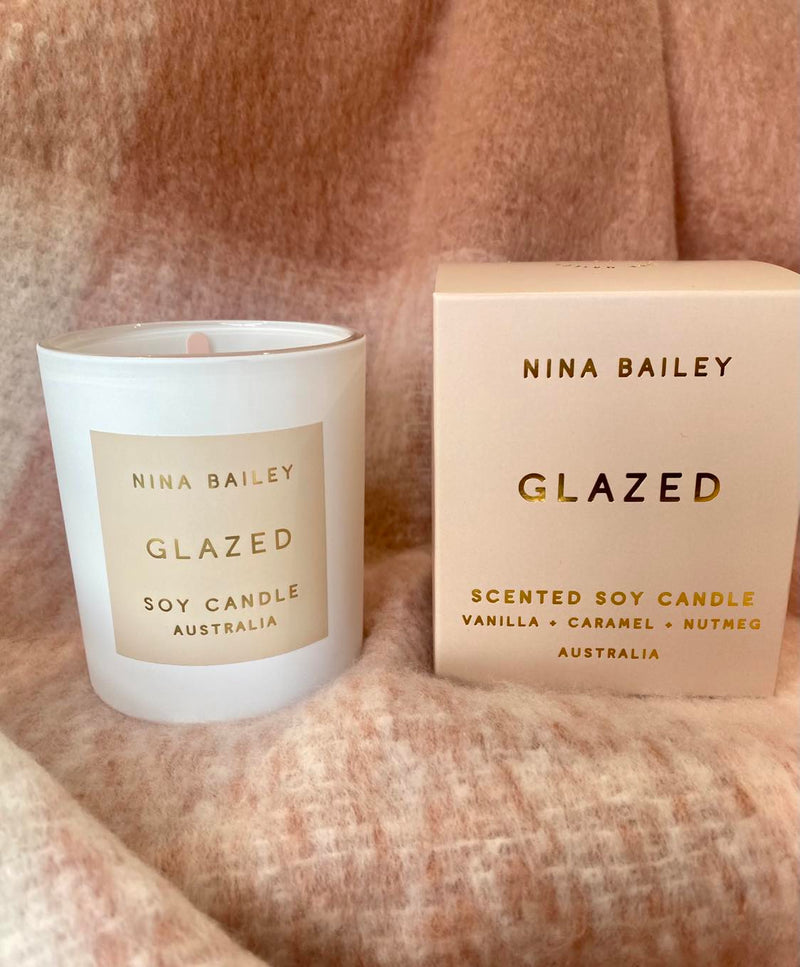 NINA BAILEY
GLAZED
SOY CANDLE
AUSTRALIA
NINA BAILEY
GLAZED
SCENTED SOY CANDLE
VANILLA + CARAMEL + NUTMEG
AUSTRALIA